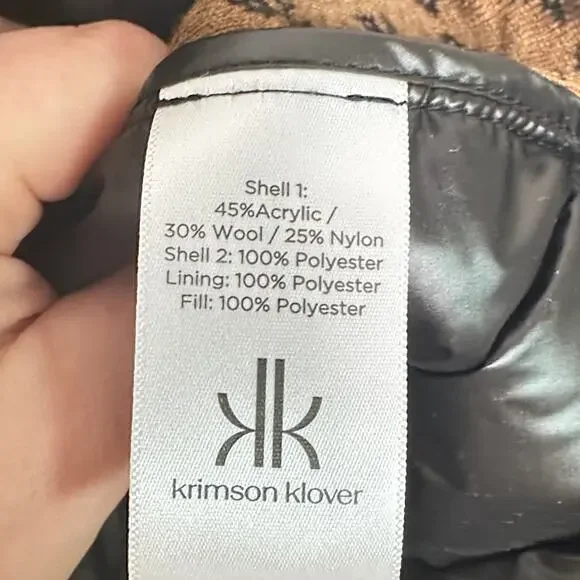 Shell 1:
45%Acrylic /
30% Wool / 25% Nylon
Shell 2: 100% Polyester
Lining: 100% Polyester
Fill: 100% Polyester
krimson klover